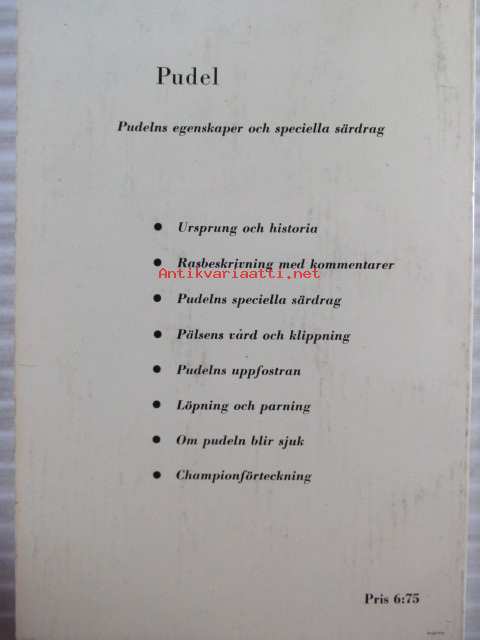 Pudel
Pudelns egenskaper och speciella särdrag
● Ursprung och historia
● Rasbeskrivning med kommentarer
Antikvariaatti.net
● Pudelns speciella särdrag
● Pälsens vård och klippning
● Pudelns uppfostran
● Löpning och parning
● Om pudeln blir sjuk
● Championförteckning
Pris 6:75